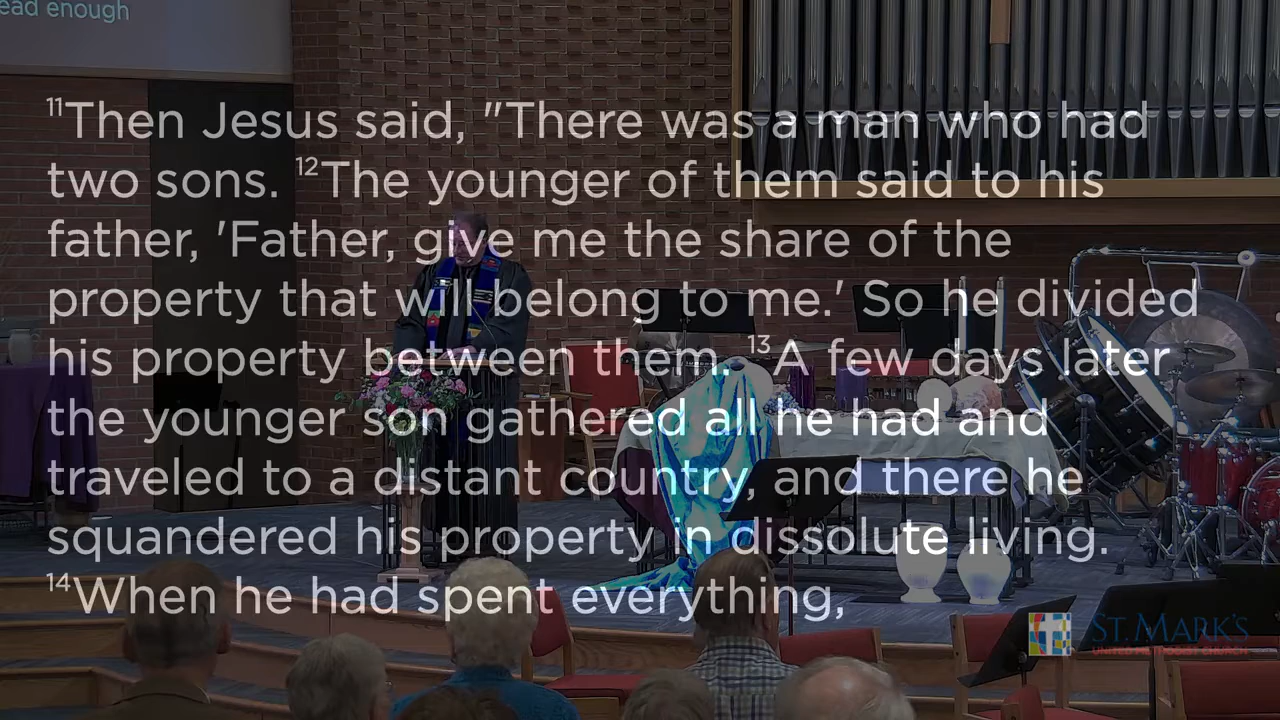 ead enough
¹¹Then Jesus said, "There was a man who had
two sons. ¹²The younger of them said to his
father, 'Father, give me the share of the
property that will belong to me.' So he divided
his property between them. ¹³A few days later
the younger son gathered all he had and
traveled to a distant country, and there he
squandered his property in dissolute living.
¹⁴When he had spent everything,
ST. MARK'S
UNITED METHODIST CHURCH